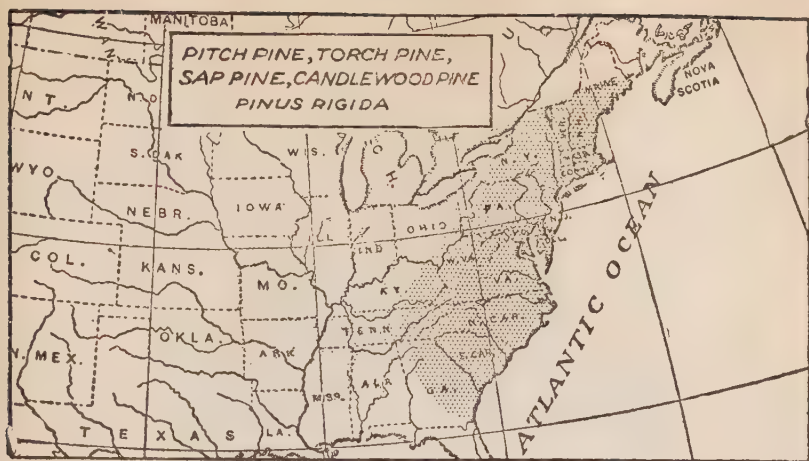 MANITOBA
PITCH PINE, TORCH PINE,
SAP PINE, CANDLEWOOD PINE
PINUS RIGIDA
NOVA
SCOTIA
MAINE
NT.
N.D
S.DAK
WIS.
N.Y.
WYO.
NEBR.
IOWA
PA.
N.J.
OHIO
IND
W.VA
VA.
COL.
KANS.
MO.
KY.
TENN.
N.CAR.
OKLA.
ARK
S.CAR.
N.MEX.
MISS.
ALA
GA.
TEXAS
LA.
ATLANTIC OCEAN